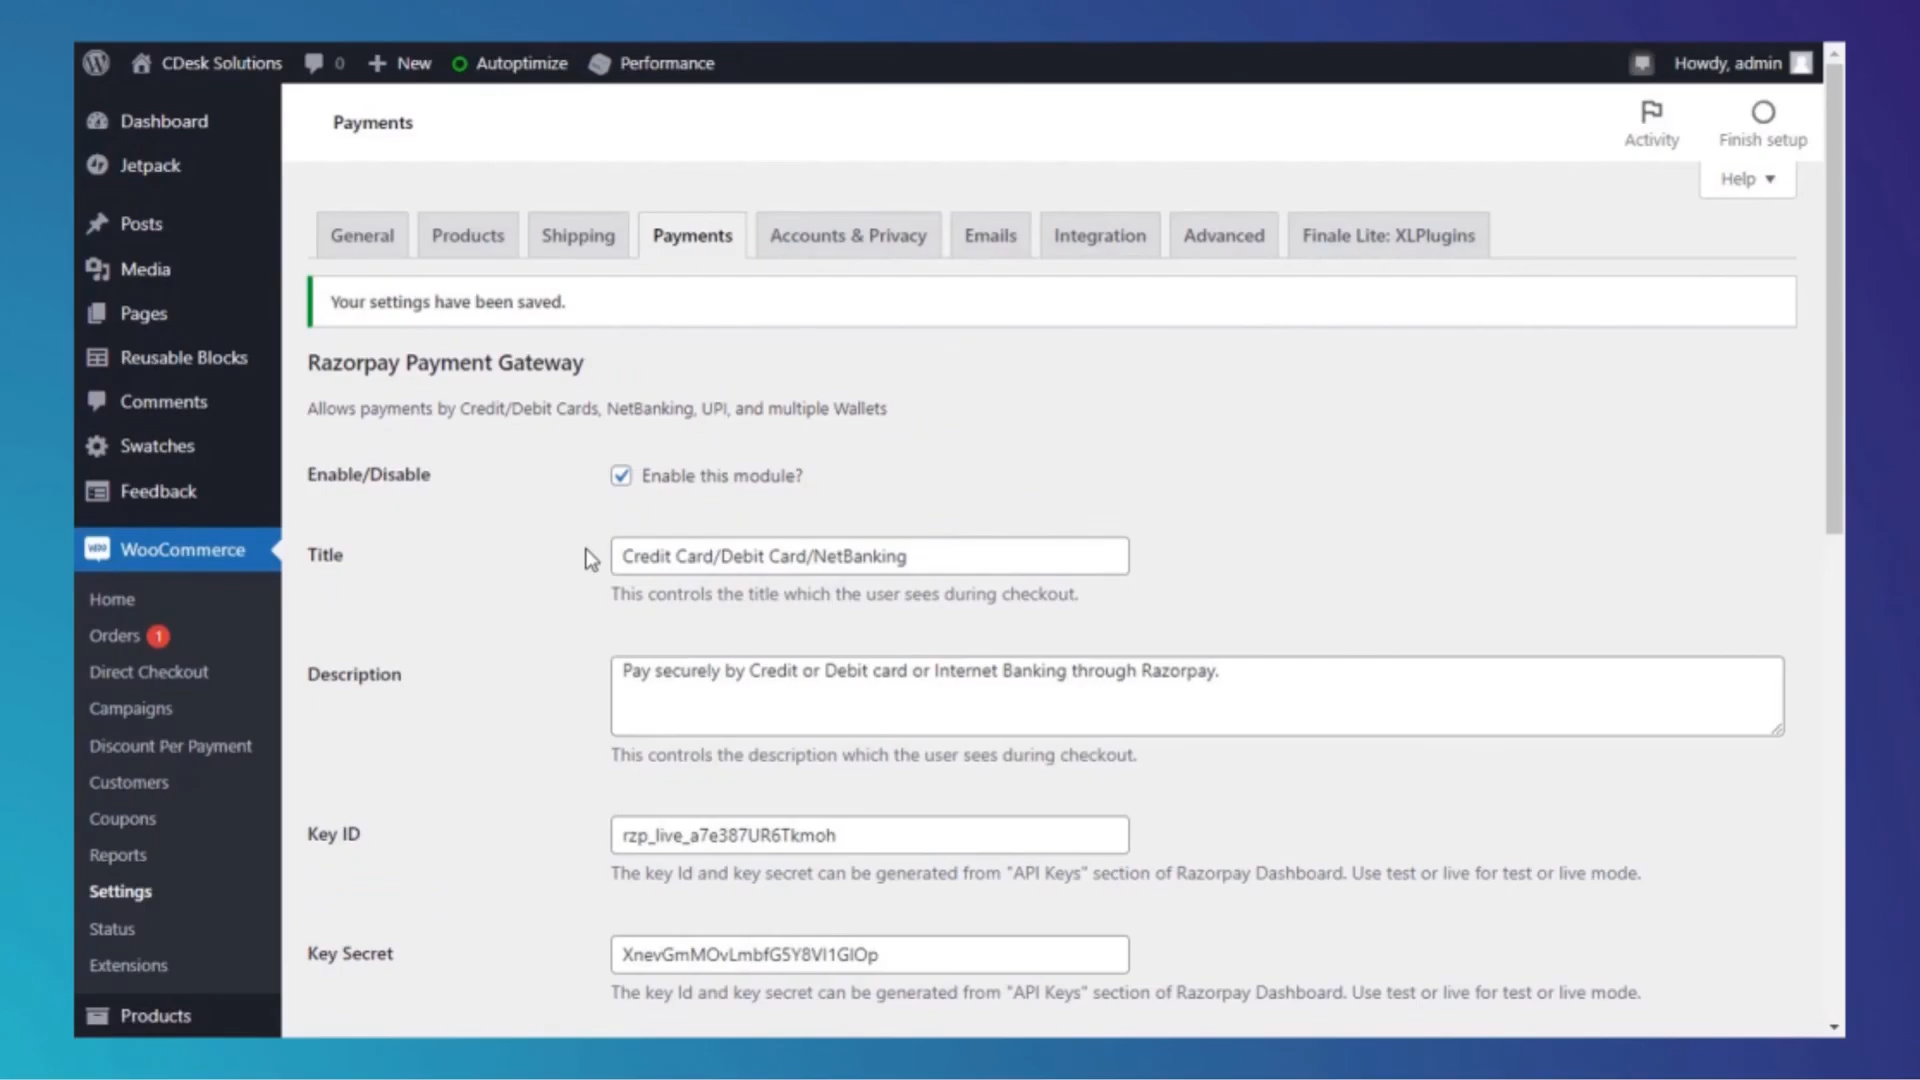 CDesk Solutions 0 New Autoptimize Performance Howdy, admin
Dashboard
Jetpack
Posts
Media
Pages
Reusable Blocks
Comments
Swatches
Feedback
WooCommerce
Home
Orders 1
Direct Checkout
Campaigns
Discount Per Payment
Customers
Coupons
Reports
Settings
Status
Extensions
Products
Payments
Activity
Finish setup
Help
General Products Shipping Payments Accounts & Privacy Emails Integration Advanced Finale Lite: XLPlugins
Your settings have been saved.
Razorpay Payment Gateway
Allows payments by Credit/Debit Cards, NetBanking, UPI, and multiple Wallets
Enable/Disable Enable this module?
Title Credit Card/Debit Card/NetBanking
This controls the title which the user sees during checkout.
Description Pay securely by Credit or Debit card or Internet Banking through Razorpay.
This controls the description which the user sees during checkout.
Key ID rzp_live_a7e387UR6Tkmoh
The key Id and key secret can be generated from "API Keys" section of Razorpay Dashboard. Use test or live for test or live mode.
Key Secret
The key Id and key secret can be generated from "API Keys" section of Razorpay Dashboard. Use test or live for test or live mode.